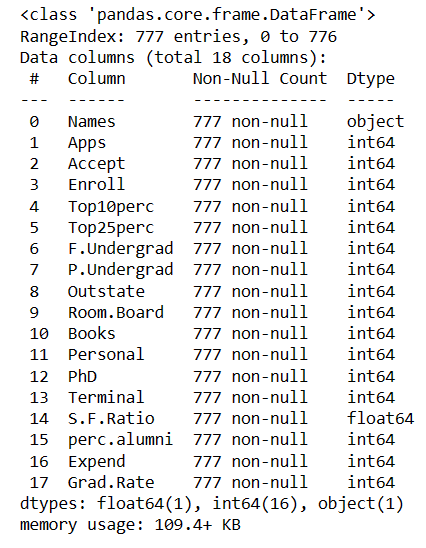 <class 'pandas.core.frame.DataFrame'>
RangeIndex: 777 entries, 0 to 776
Data columns (total 18 columns):
 #   Column       Non-Null Count  Dtype
---  ------       --------------  -----
 0   Names        777 non-null    object
 1   Apps         777 non-null    int64
 2   Accept       777 non-null    int64
 3   Enroll       777 non-null    int64
 4   Top10perc    777 non-null    int64
 5   Top25perc    777 non-null    int64
 6   F.Undergrad  777 non-null    int64
 7   P.Undergrad  777 non-null    int64
 8   Outstate     777 non-null    int64
 9   Room.Board   777 non-null    int64
 10  Books        777 non-null    int64
 11  Personal     777 non-null    int64
 12  PhD          777 non-null    int64
 13  Terminal     777 non-null    int64
 14  S.F.Ratio    777 non-null    float64
 15  perc.alumni  777 non-null    int64
 16  Expend       777 non-null    int64
 17  Grad.Rate    777 non-null    int64
dtypes: float64(1), int64(16), object(1)
memory usage: 109.4+ KB